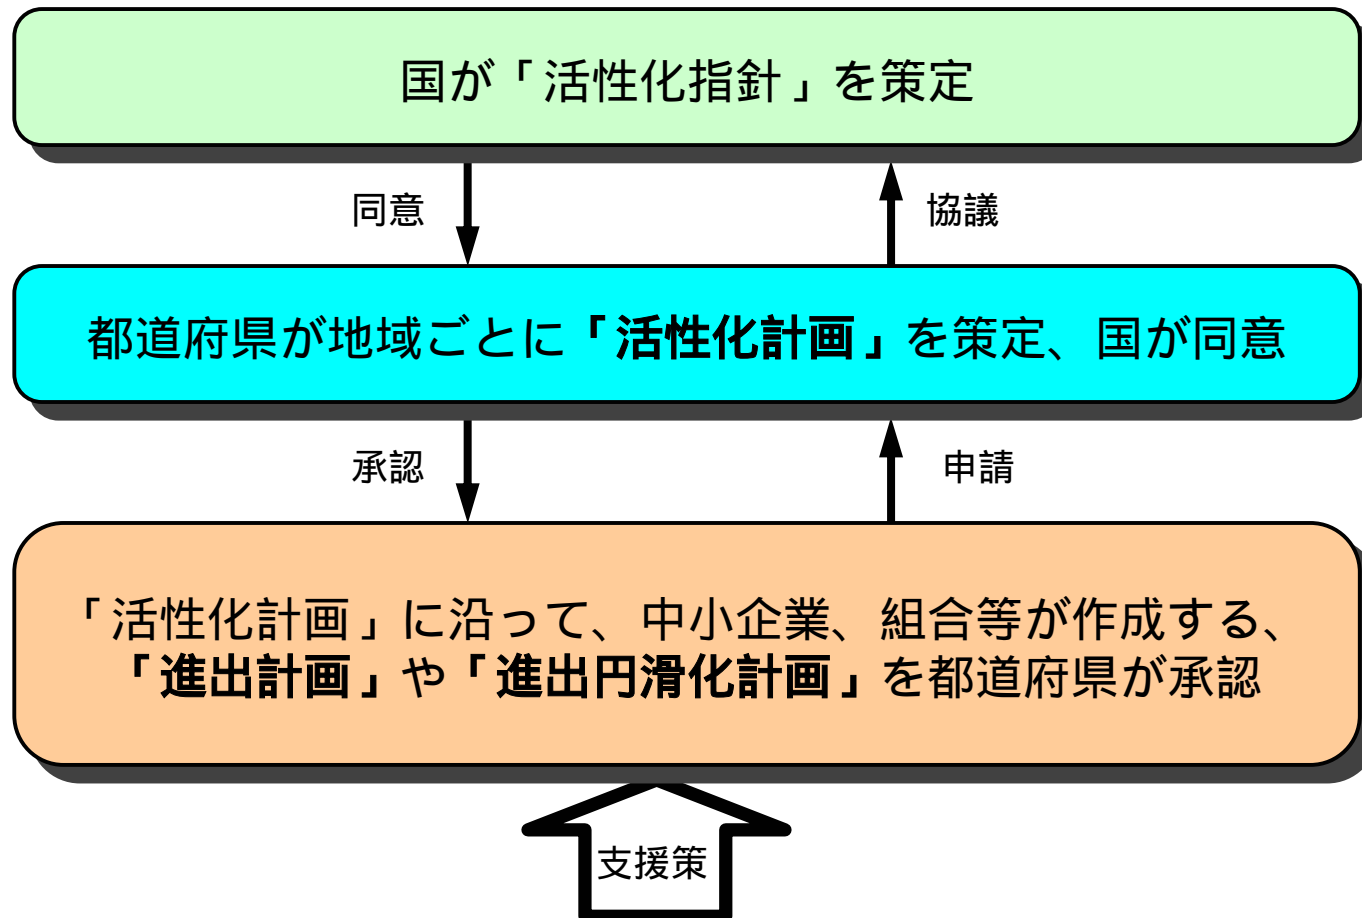 国が「活性化指針」を策定
同意
協議
都道府県が地域ごとに「活性化計画」を策定、国が同意
承認
申請
「活性化計画」に沿って、中小企業、組合等が作成する、
「進出計画」や「進出円滑化計画」を都道府県が承認
支援策